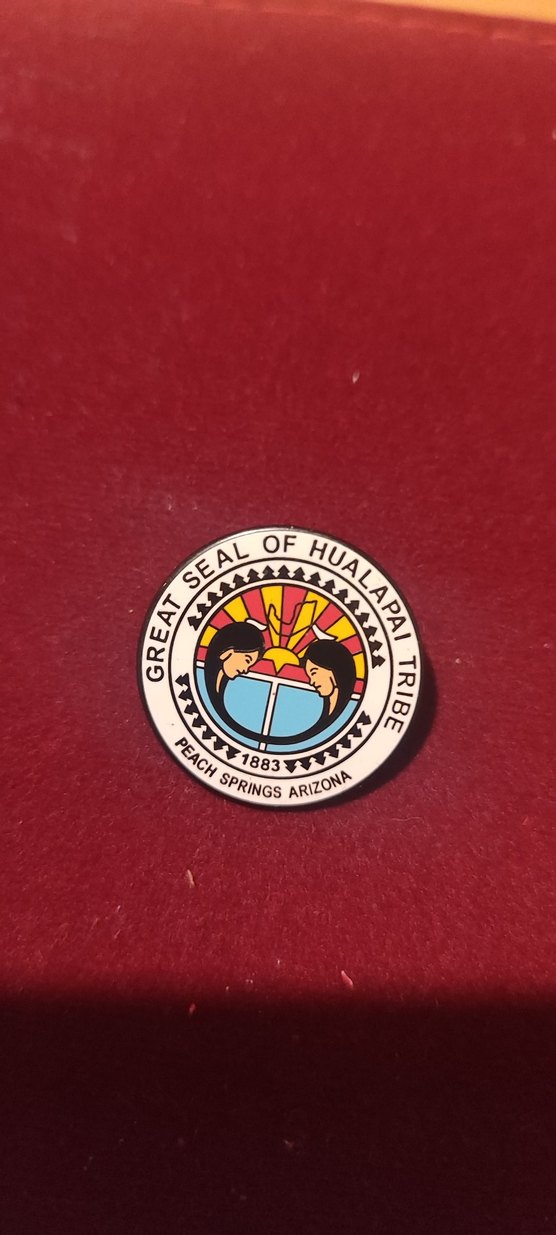 GREAT SEAL OF HUALAPAI TRIBE
1883
PEACH SPRINGS ARIZONA